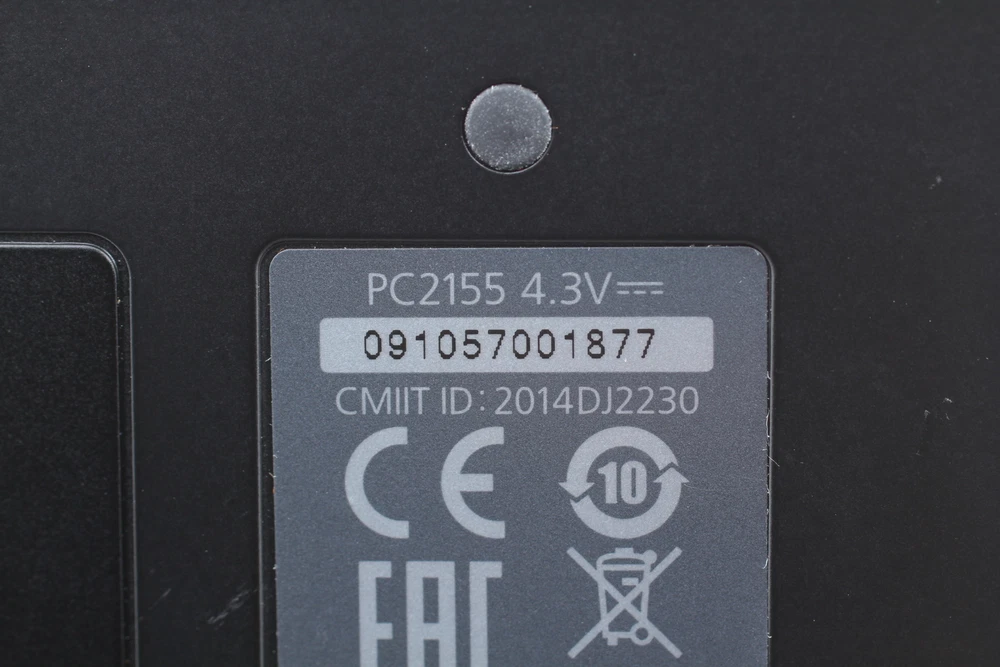 PC2155 4.3V
091057001877
CMIIT ID: 2014DJ2230
CE
10
EAC